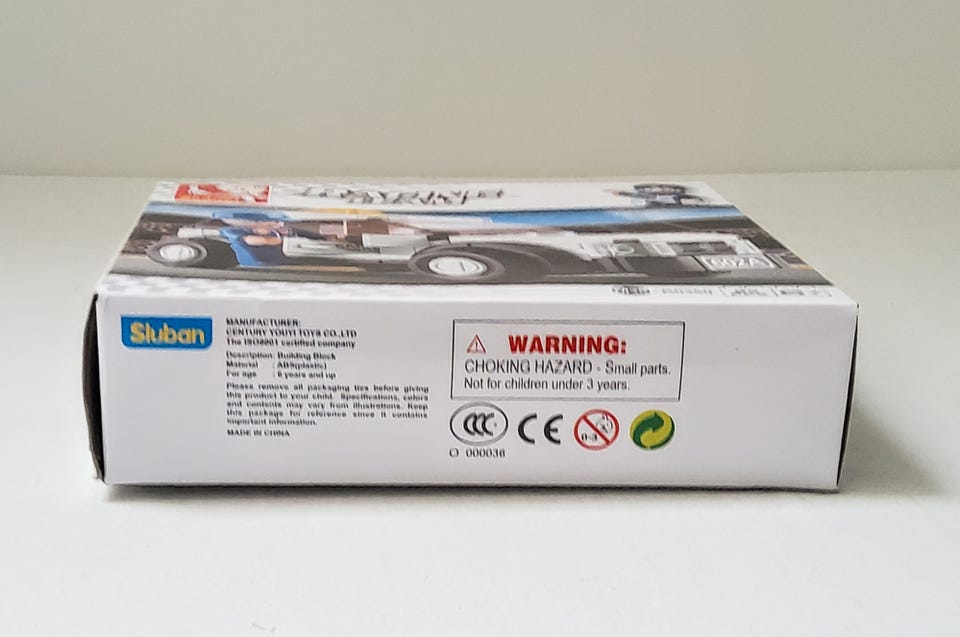 Sluban
MANUFACTURER:
CENTURY YOUYI TOYS CO.,LTD
The ISO9001 certified company
Description: Building Block
Material : ABS(plastic)
For age : 6 years and up
Please remove all packaging ties before giving
this product to your child. Specifications, colors
and contents may vary from illustrations. Keep
this package for reference since it contains
important information.
MADE IN CHINA
WARNING:
CHOKING HAZARD - Small parts.
Not for children under 3 years.
CCC
CE
0-3
O 000036